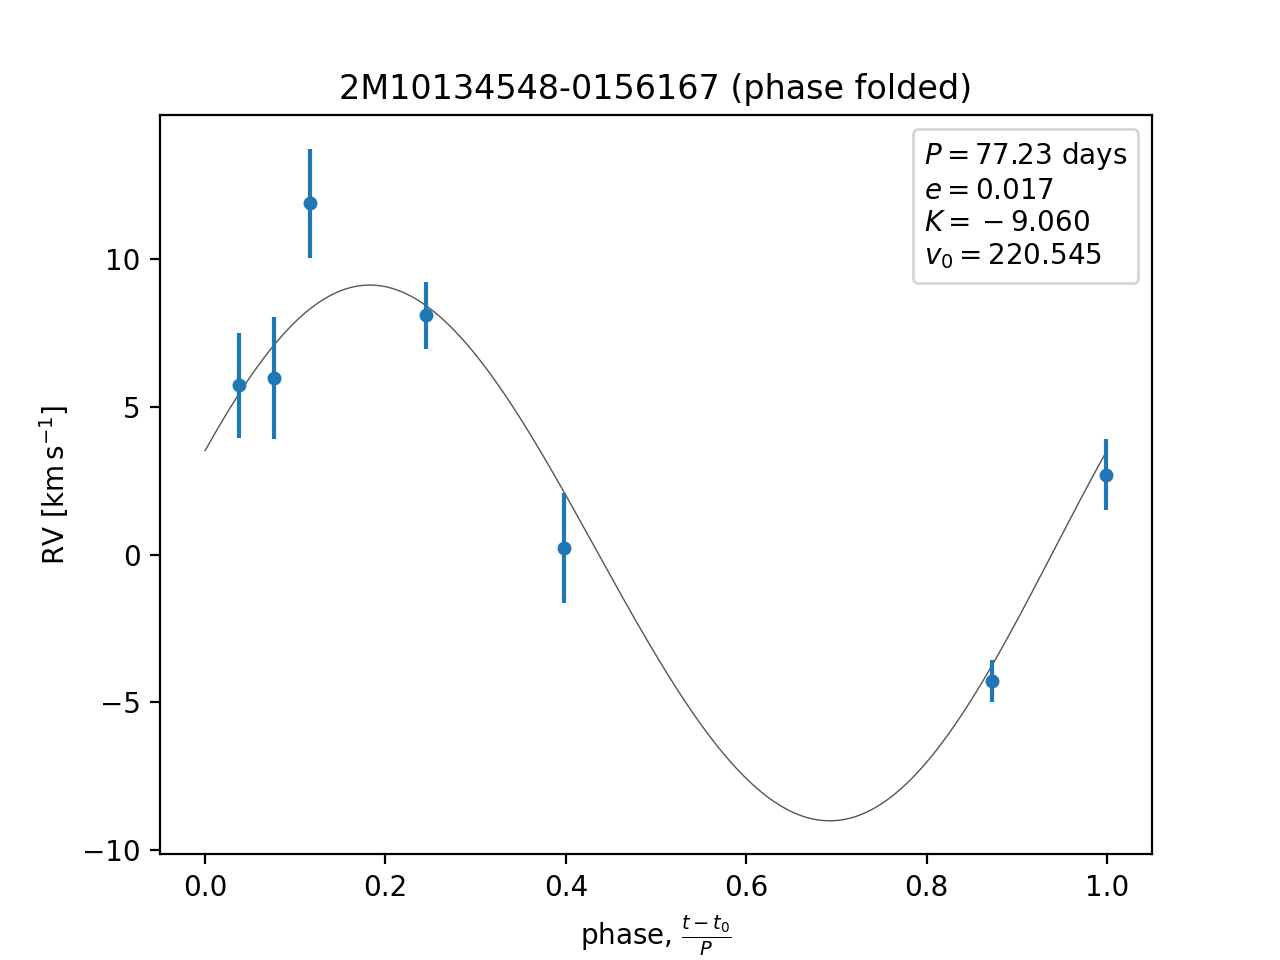 2M10134548-0156167 (phase folded)
P = 77.23 days
e = 0.017
K = −9.060
v₀ = 220.545
10
5
0
−5
−10
RV [km s⁻¹]
0.0 0.2 0.4 0.6 0.8 1.0
phase, (t−t₀)/P